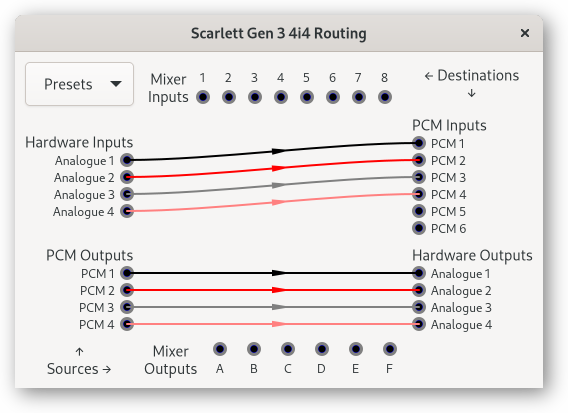 Scarlett Gen 3 4i4 Routing
×
Presets
Mixer 1 2 3 4 5 6 7 8
Inputs
← Destinations
↓
Hardware Inputs
Analogue 1
Analogue 2
Analogue 3
Analogue 4
PCM Inputs
PCM 1
PCM 2
PCM 3
PCM 4
PCM 5
PCM 6
PCM Outputs
PCM 1
PCM 2
PCM 3
PCM 4
Hardware Outputs
Analogue 1
Analogue 2
Analogue 3
Analogue 4
↑
Sources →
Mixer
Outputs A B C D E F